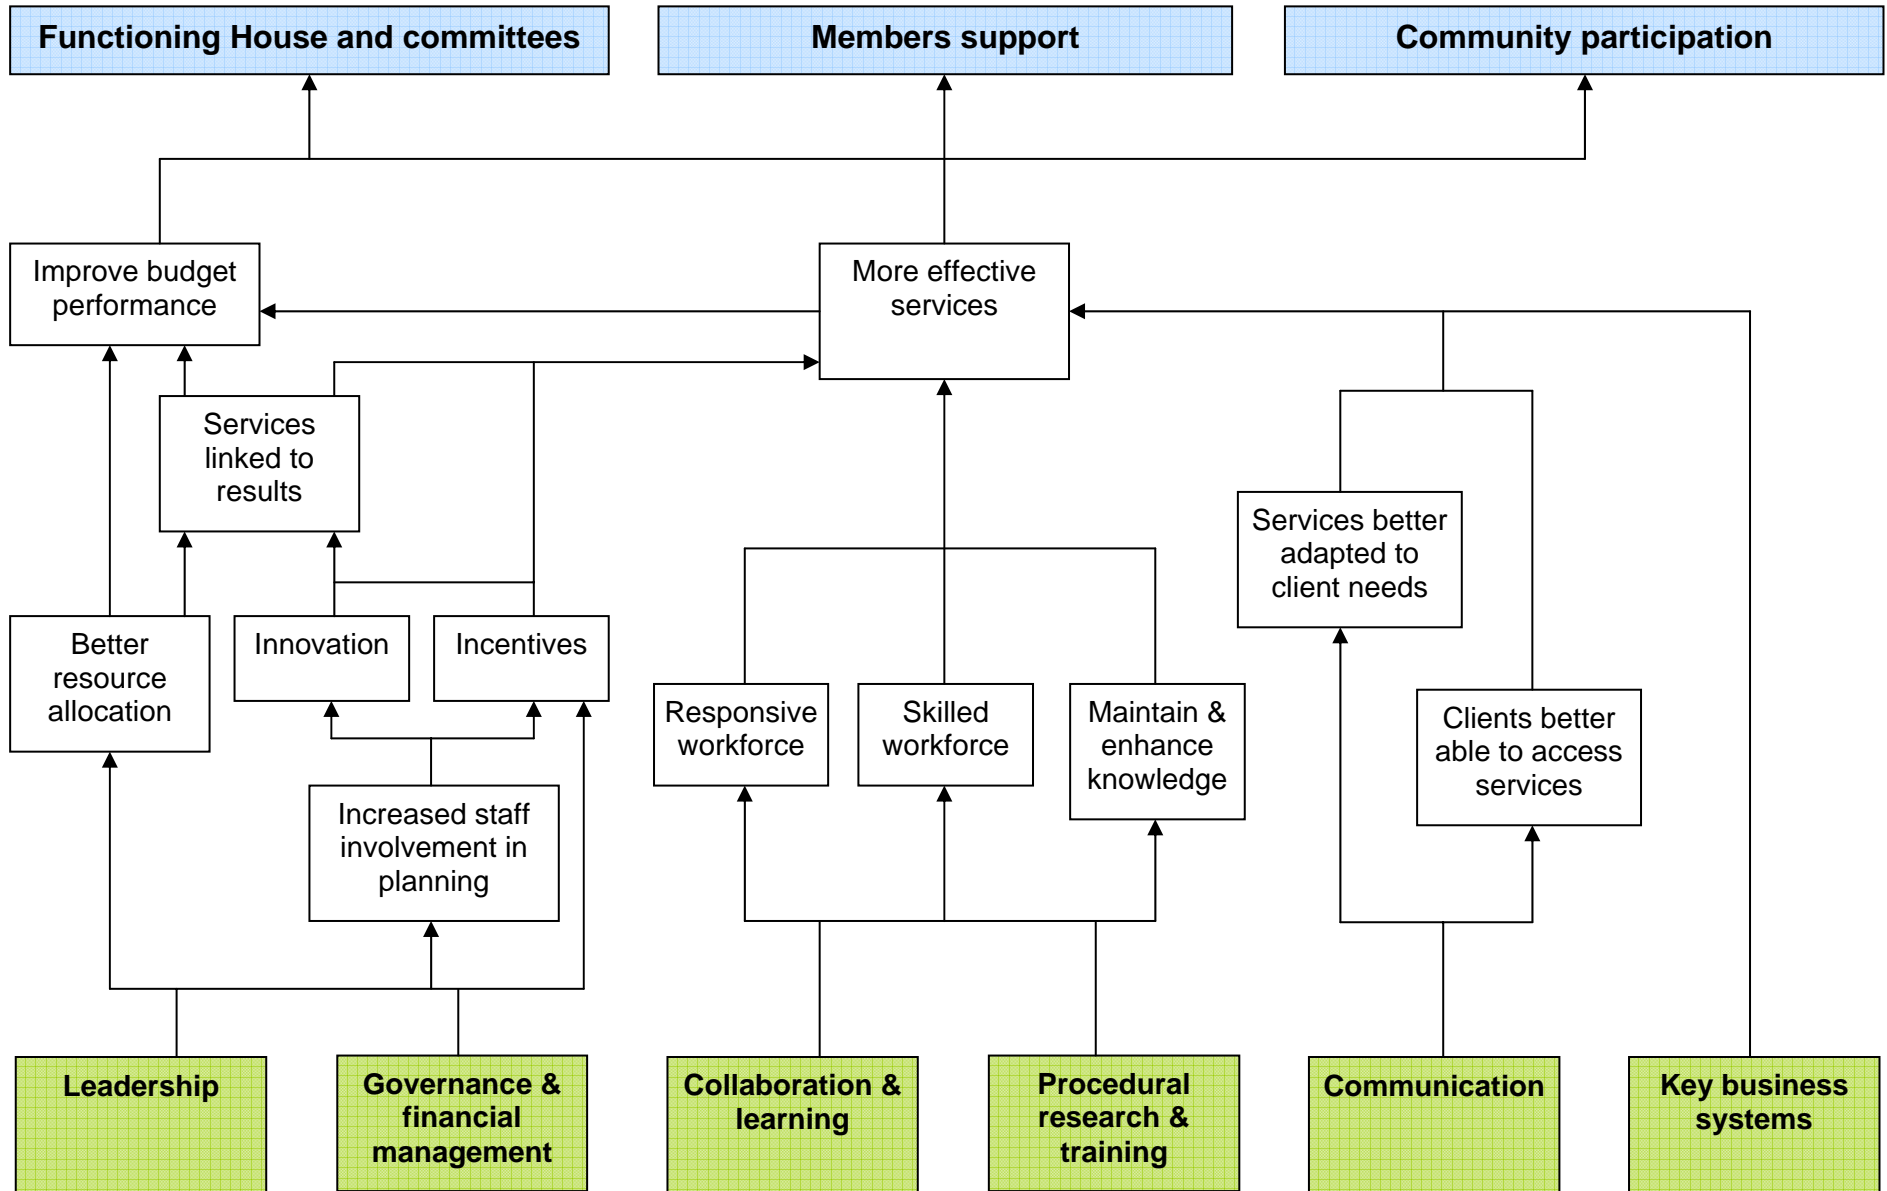 Functioning House and committees
Members support
Community participation
Improve budget
performance
More effective
services
Services
linked to
results
Services better
adapted to
client needs
Better
resource
allocation
Innovation
Incentives
Responsive
workforce
Skilled
workforce
Maintain &
enhance
knowledge
Clients better
able to access
services
Increased staff
involvement in
planning
Leadership
Governance &
financial
management
Collaboration &
learning
Procedural
research &
training
Communication
Key business
systems